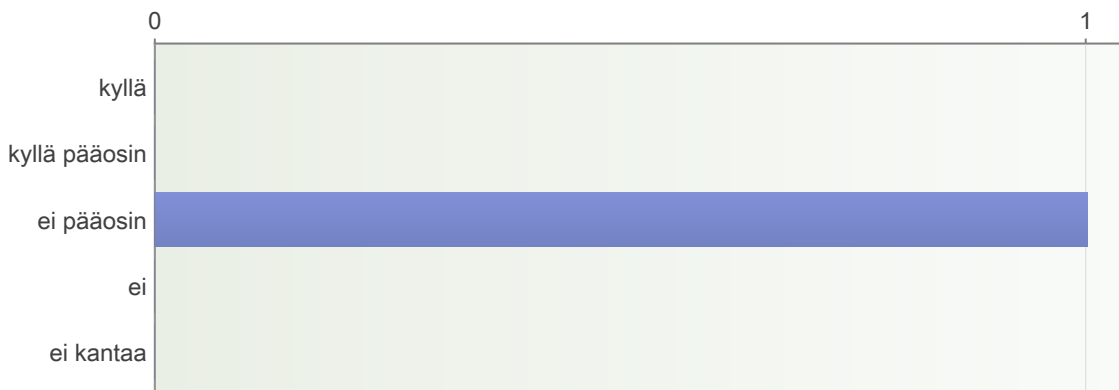 0 1
kyllä
kyllä pääosin
ei pääosin
ei
ei kantaa